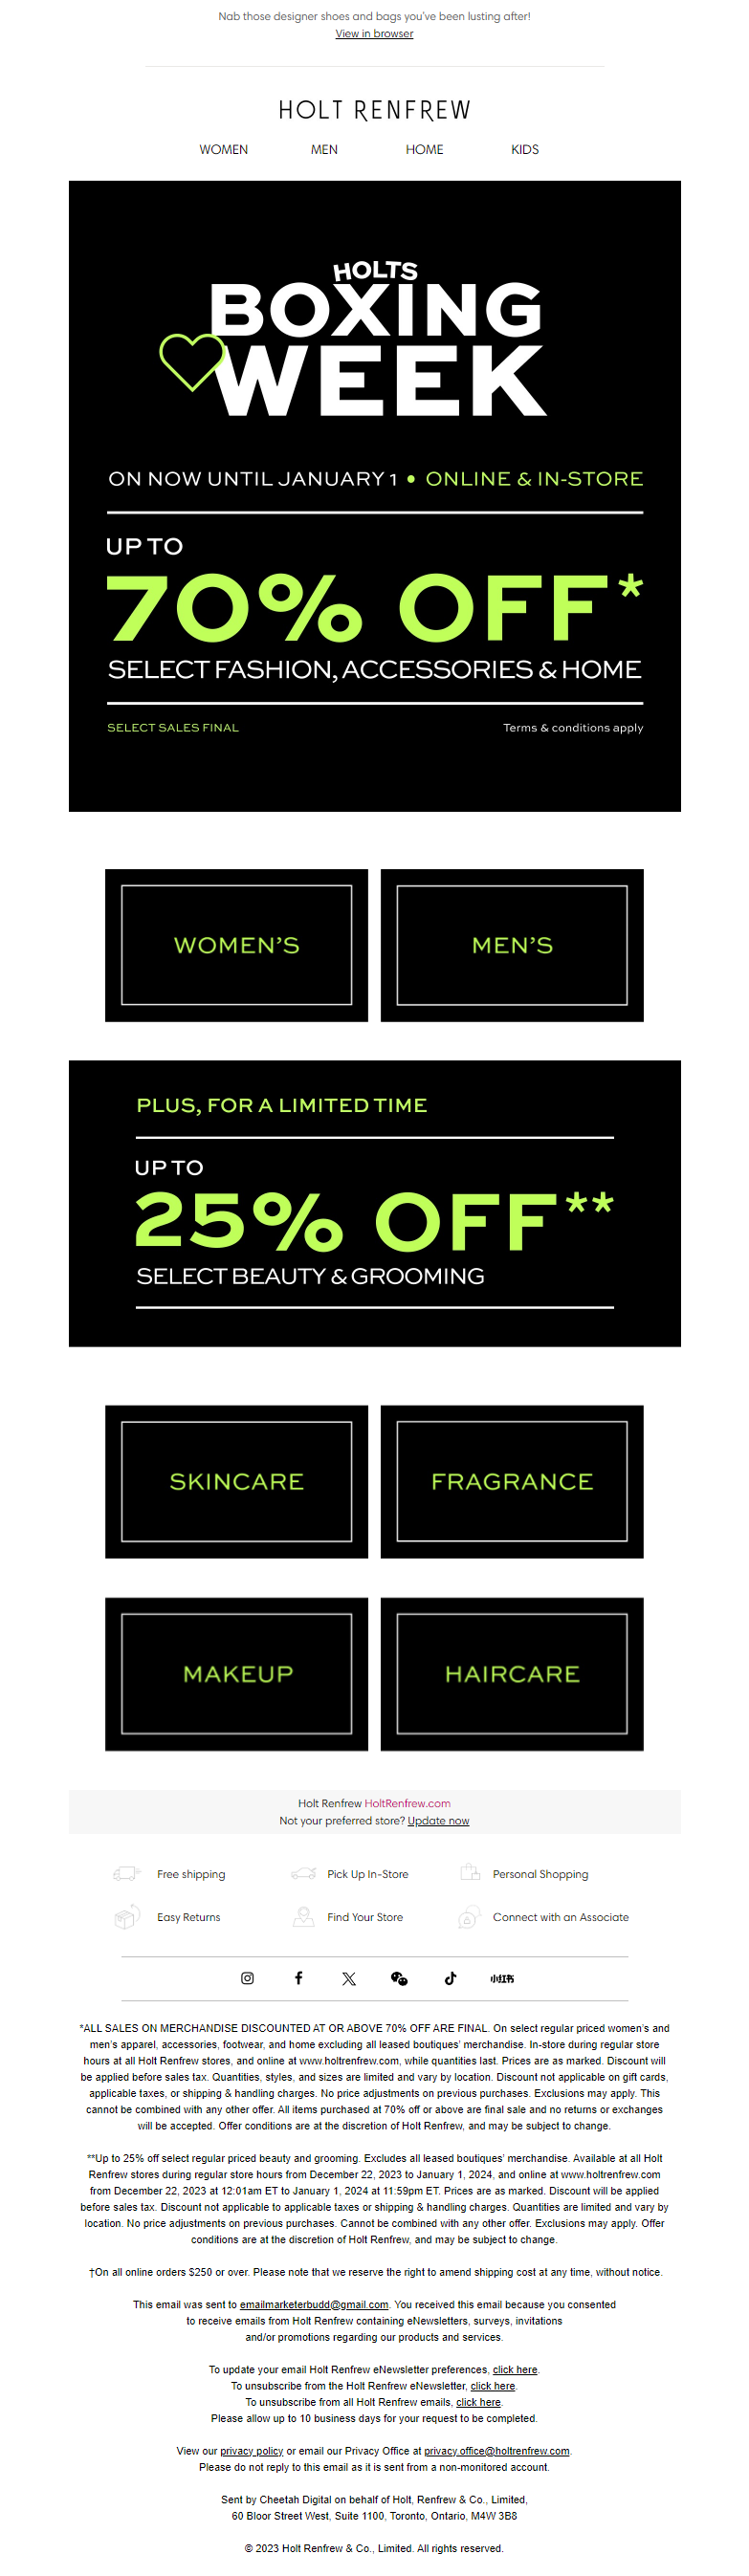 Nab those designer shoes and bags you've been lusting after!
View in browser
HOLT RENFREW
WOMEN MEN HOME KIDS
HOLTS
BOXING
WEEK
ON NOW UNTIL JANUARY 1 • ONLINE & IN-STORE
UP TO
70% OFF*
SELECT FASHION, ACCESSORIES & HOME
SELECT SALES FINAL Terms & conditions apply
WOMEN'S MEN'S
PLUS, FOR A LIMITED TIME
UP TO
25% OFF**
SELECT BEAUTY & GROOMING
SKINCARE FRAGRANCE
MAKEUP HAIRCARE
Holt Renfrew HoltRenfrew.com
Not your preferred store? Update now
Free shipping Pick Up In-Store Personal Shopping
Easy Returns Find Your Store Connect with an Associate
小红书
*ALL SALES ON MERCHANDISE DISCOUNTED AT OR ABOVE 70% OFF ARE FINAL. On select regular priced women's and
men's apparel, accessories, footwear, and home excluding all leased boutiques' merchandise. In-store during regular store
hours at all Holt Renfrew stores, and online at www.holtrenfrew.com, while quantities last. Prices are as marked. Discount will
be applied before sales tax. Quantities, styles, and sizes are limited and vary by location. Discount not applicable on gift cards,
applicable taxes, or shipping & handling charges. No price adjustments on previous purchases. Exclusions may apply. This
cannot be combined with any other offer. All items purchased at 70% off or above are final sale and no returns or exchanges
will be accepted. Offer conditions are at the discretion of Holt Renfrew, and may be subject to change.
**Up to 25% off select regular priced beauty and grooming. Excludes all leased boutiques' merchandise. Available at all Holt
Renfrew stores during regular store hours from December 22, 2023 to January 1, 2024, and online at www.holtrenfrew.com
from December 22, 2023 at 12:01am ET to January 1, 2024 at 11:59pm ET. Prices are as marked. Discount will be applied
before sales tax. Discount not applicable to applicable taxes or shipping & handling charges. Quantities are limited and vary by
location. No price adjustments on previous purchases. Cannot be combined with any other offer. Exclusions may apply. Offer
conditions are at the discretion of Holt Renfrew, and may be subject to change.
†On all online orders $250 or over. Please note that we reserve the right to amend shipping cost at any time, without notice.
This email was sent to emailmarketerbudd@gmail.com. You received this email because you consented
to receive emails from Holt Renfrew containing eNewsletters, surveys, invitations
and/or promotions regarding our products and services.
To update your email Holt Renfrew eNewsletter preferences, click here.
To unsubscribe from the Holt Renfrew eNewsletter, click here.
To unsubscribe from all Holt Renfrew emails, click here.
Please allow up to 10 business days for your request to be completed.
View our privacy policy or email our Privacy Office at privacy.office@holtrenfrew.com.
Please do not reply to this email as it is sent from a non-monitored account.
Sent by Cheetah Digital on behalf of Holt, Renfrew & Co., Limited,
60 Bloor Street West, Suite 1100, Toronto, Ontario, M4W 3B8
© 2023 Holt Renfrew & Co., Limited. All rights reserved.